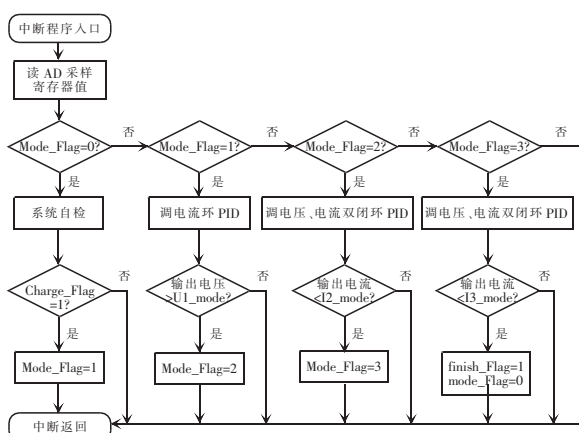 中断程序入口
读 AD 采样
寄存器值
否
否
否
否
Mode_Flag=0?
Mode_Flag=1?
Mode_Flag=2?
Mode_Flag=3?
是
是
是
是
系统自检
调电流环 PID
调电压、电流双闭环 PID
调电压、电流双闭环 PID
否
否
否
否
Charge_Flag
=1?
输出电压
>U1_mode?
输出电流
<I2_mode?
输出电流
<I3_mode?
是
是
是
是
Mode_Flag=1
Mode_Flag=2
Mode_Flag=3
finish_Flag=1
mode_Flag=0
中断返回